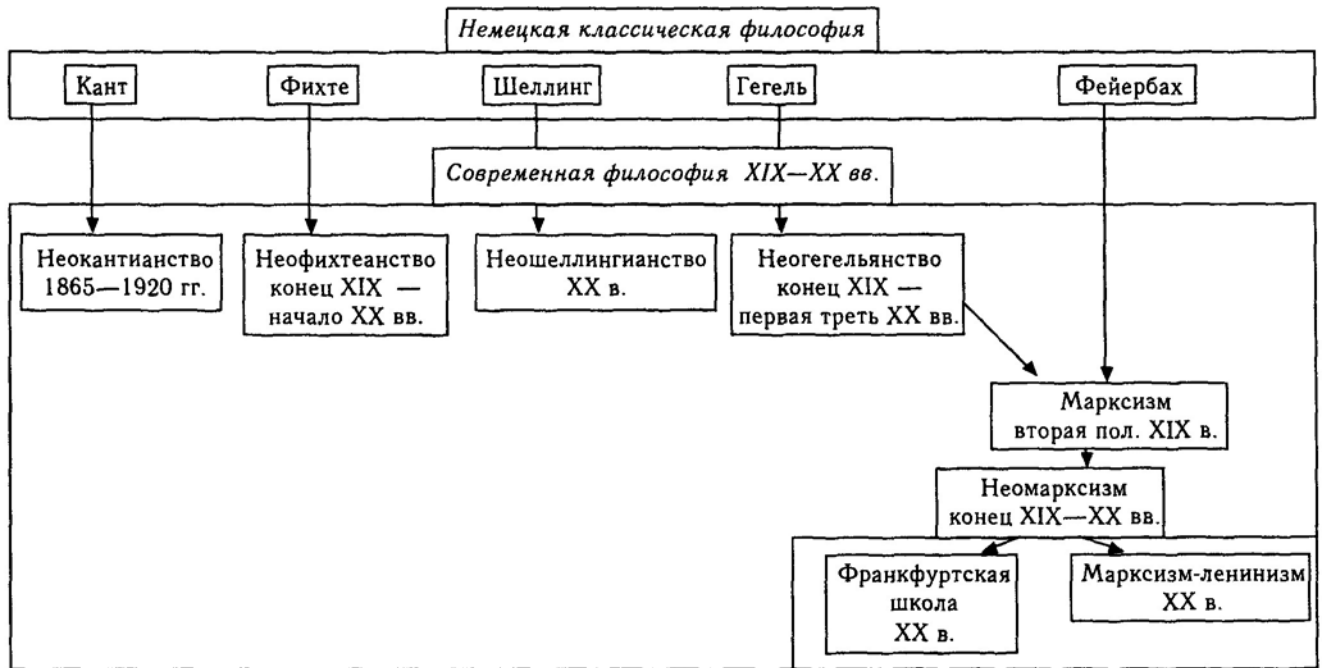 Немецкая классическая философия
Кант
Фихте
Шеллинг
Гегель
Фейербах
Современная философия XIX—XX вв.
Неокантианство
1865—1920 гг.
Неофихтеанство
конец XIX —
начало XX вв.
Неошеллингианство
XX в.
Неогегельянство
конец XIX —
первая треть XX вв.
Марксизм
вторая пол. XIX в.
Неомарксизм
конец XIX—XX вв.
Франкфуртская
школа
XX в.
Марксизм-ленинизм
XX в.